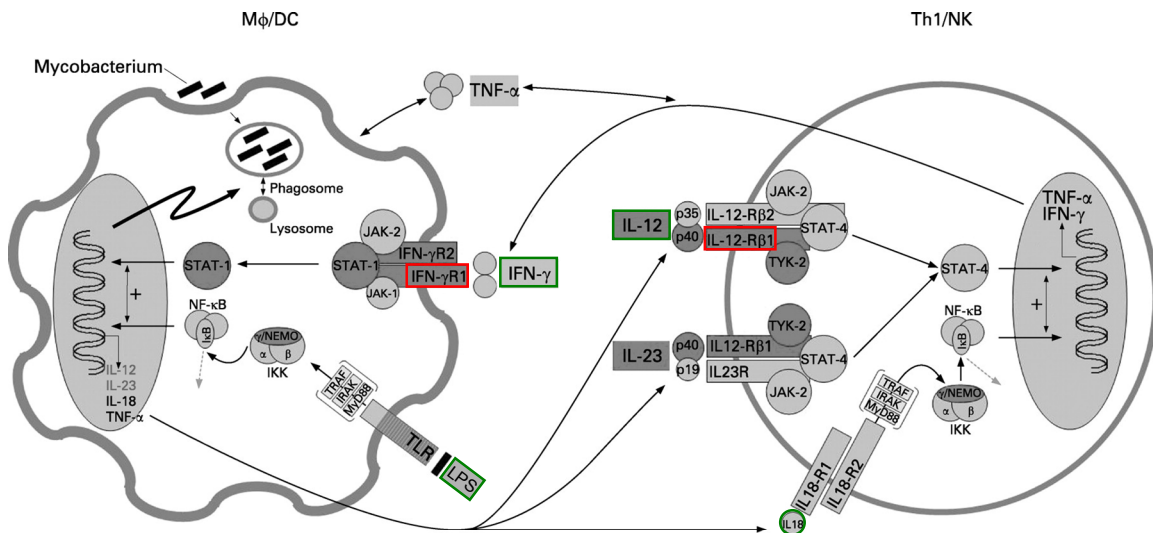 Mϕ/DC
Th1/NK
Mycobacterium
TNF-α
Phagosome
Lysosome
JAK-2
IFN-γR2
STAT-1
STAT-1
IFN-γR1
IFN-γ
JAK-1
+
NF-κB
IκB
γ/NEMO
α
β
IKK
TRAF
IRAK
MyD88
TLR
LPS
IL-12
IL-23
IL-18
TNF-α
IL-12
p35
p40
IL-12-Rβ2
IL-12-Rβ1
JAK-2
STAT-4
TYK-2
IL-23
p40
p19
IL12-Rβ1
IL23R
TYK-2
STAT-4
JAK-2
STAT-4
TNF-α
IFN-γ
+
NF-κB
IκB
γ/NEMO
α
β
IKK
TRAF
IRAK
MyD88
IL18-R1
IL18-R2
IL18